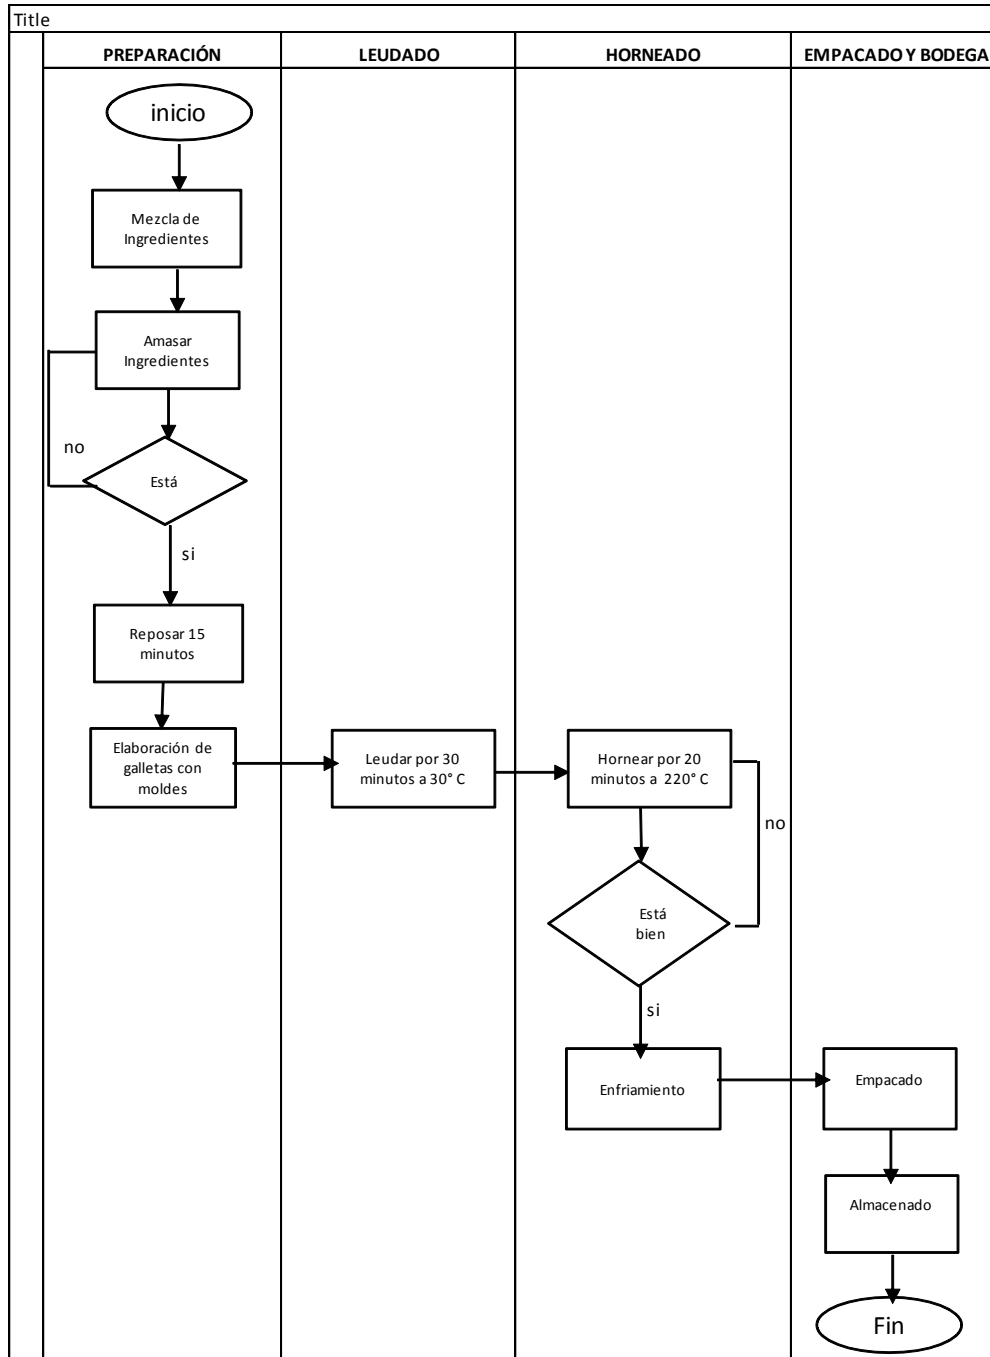 Title
PREPARACIÓN
LEUDADO
HORNEADO
EMPACADO Y BODEGA
inicio
Mezcla de
Ingredientes
Amasar
Ingredientes
no
Está
si
Reposar 15
minutos
Elaboración de
galletas con
moldes
Leudar por 30
minutos a 30° C
Hornear por 20
minutos a 220° C
no
Está
bien
si
Enfriamiento
Empacado
Almacenado
Fin